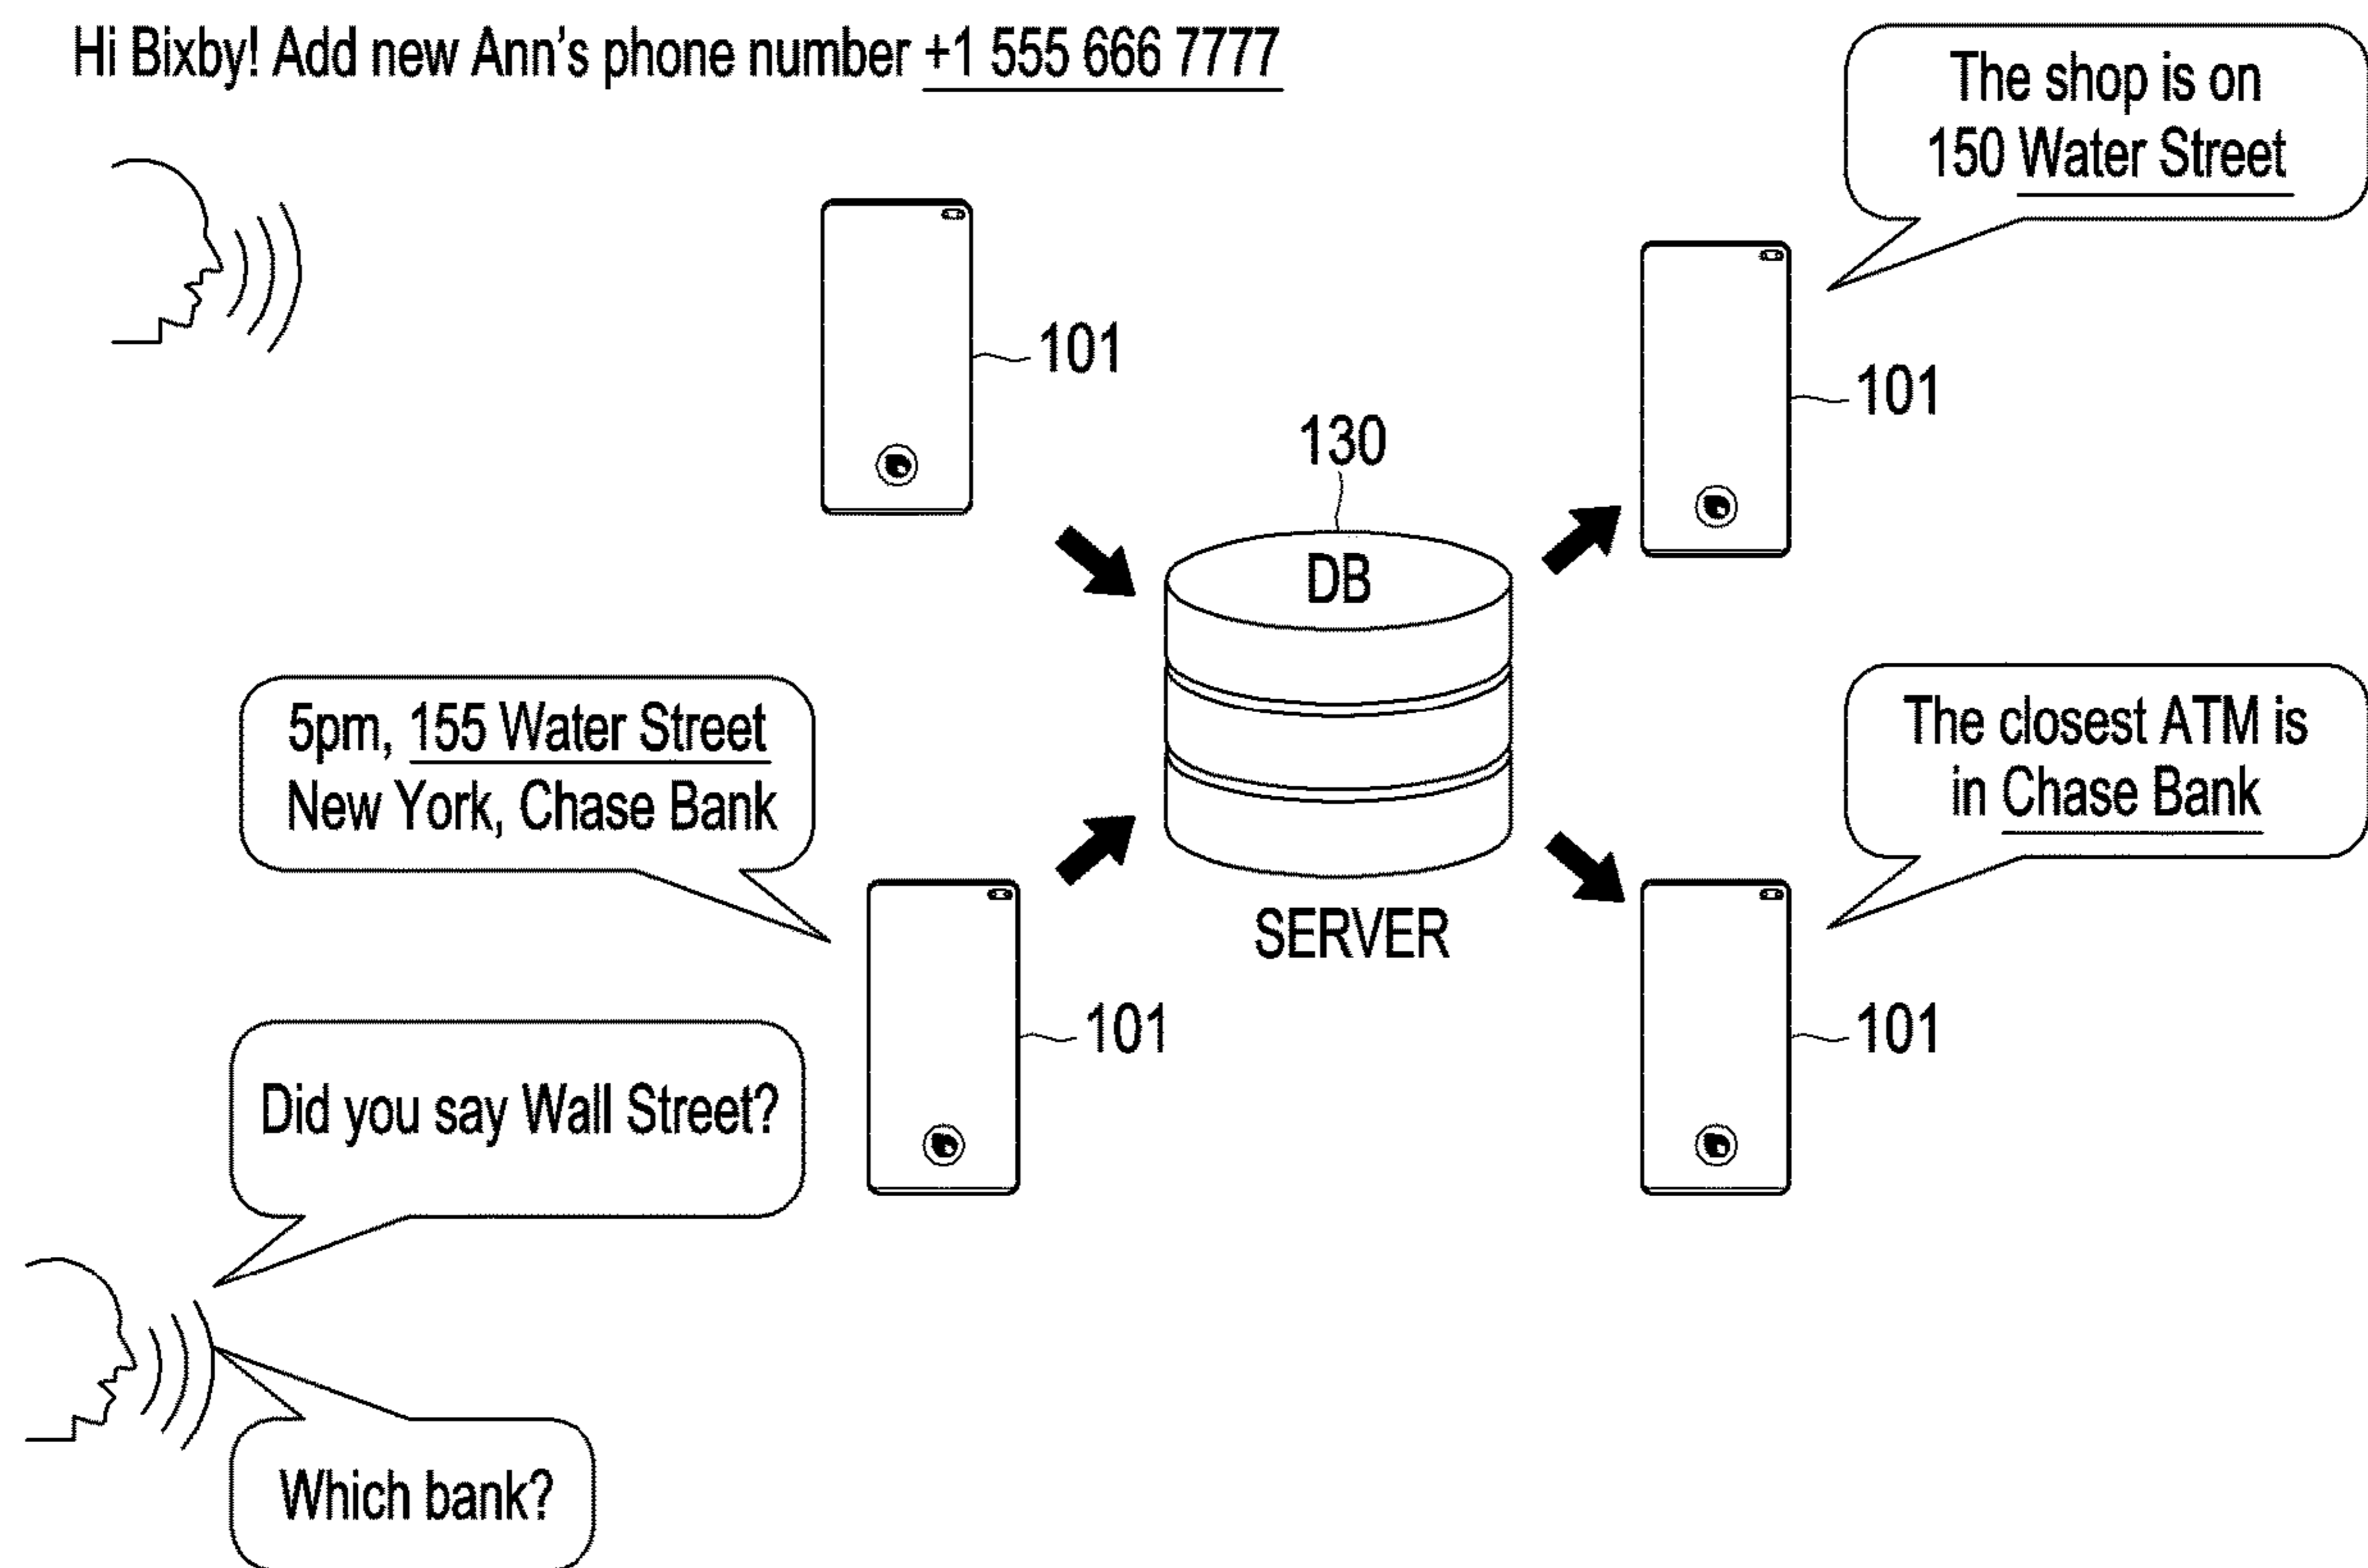 Hi Bixby! Add new Ann's phone number +1 555 666 7777
The shop is on
150 Water Street
101
101
130
DB
5pm, 155 Water Street
New York, Chase Bank
The closest ATM is
in Chase Bank
SERVER
101
101
Did you say Wall Street?
Which bank?